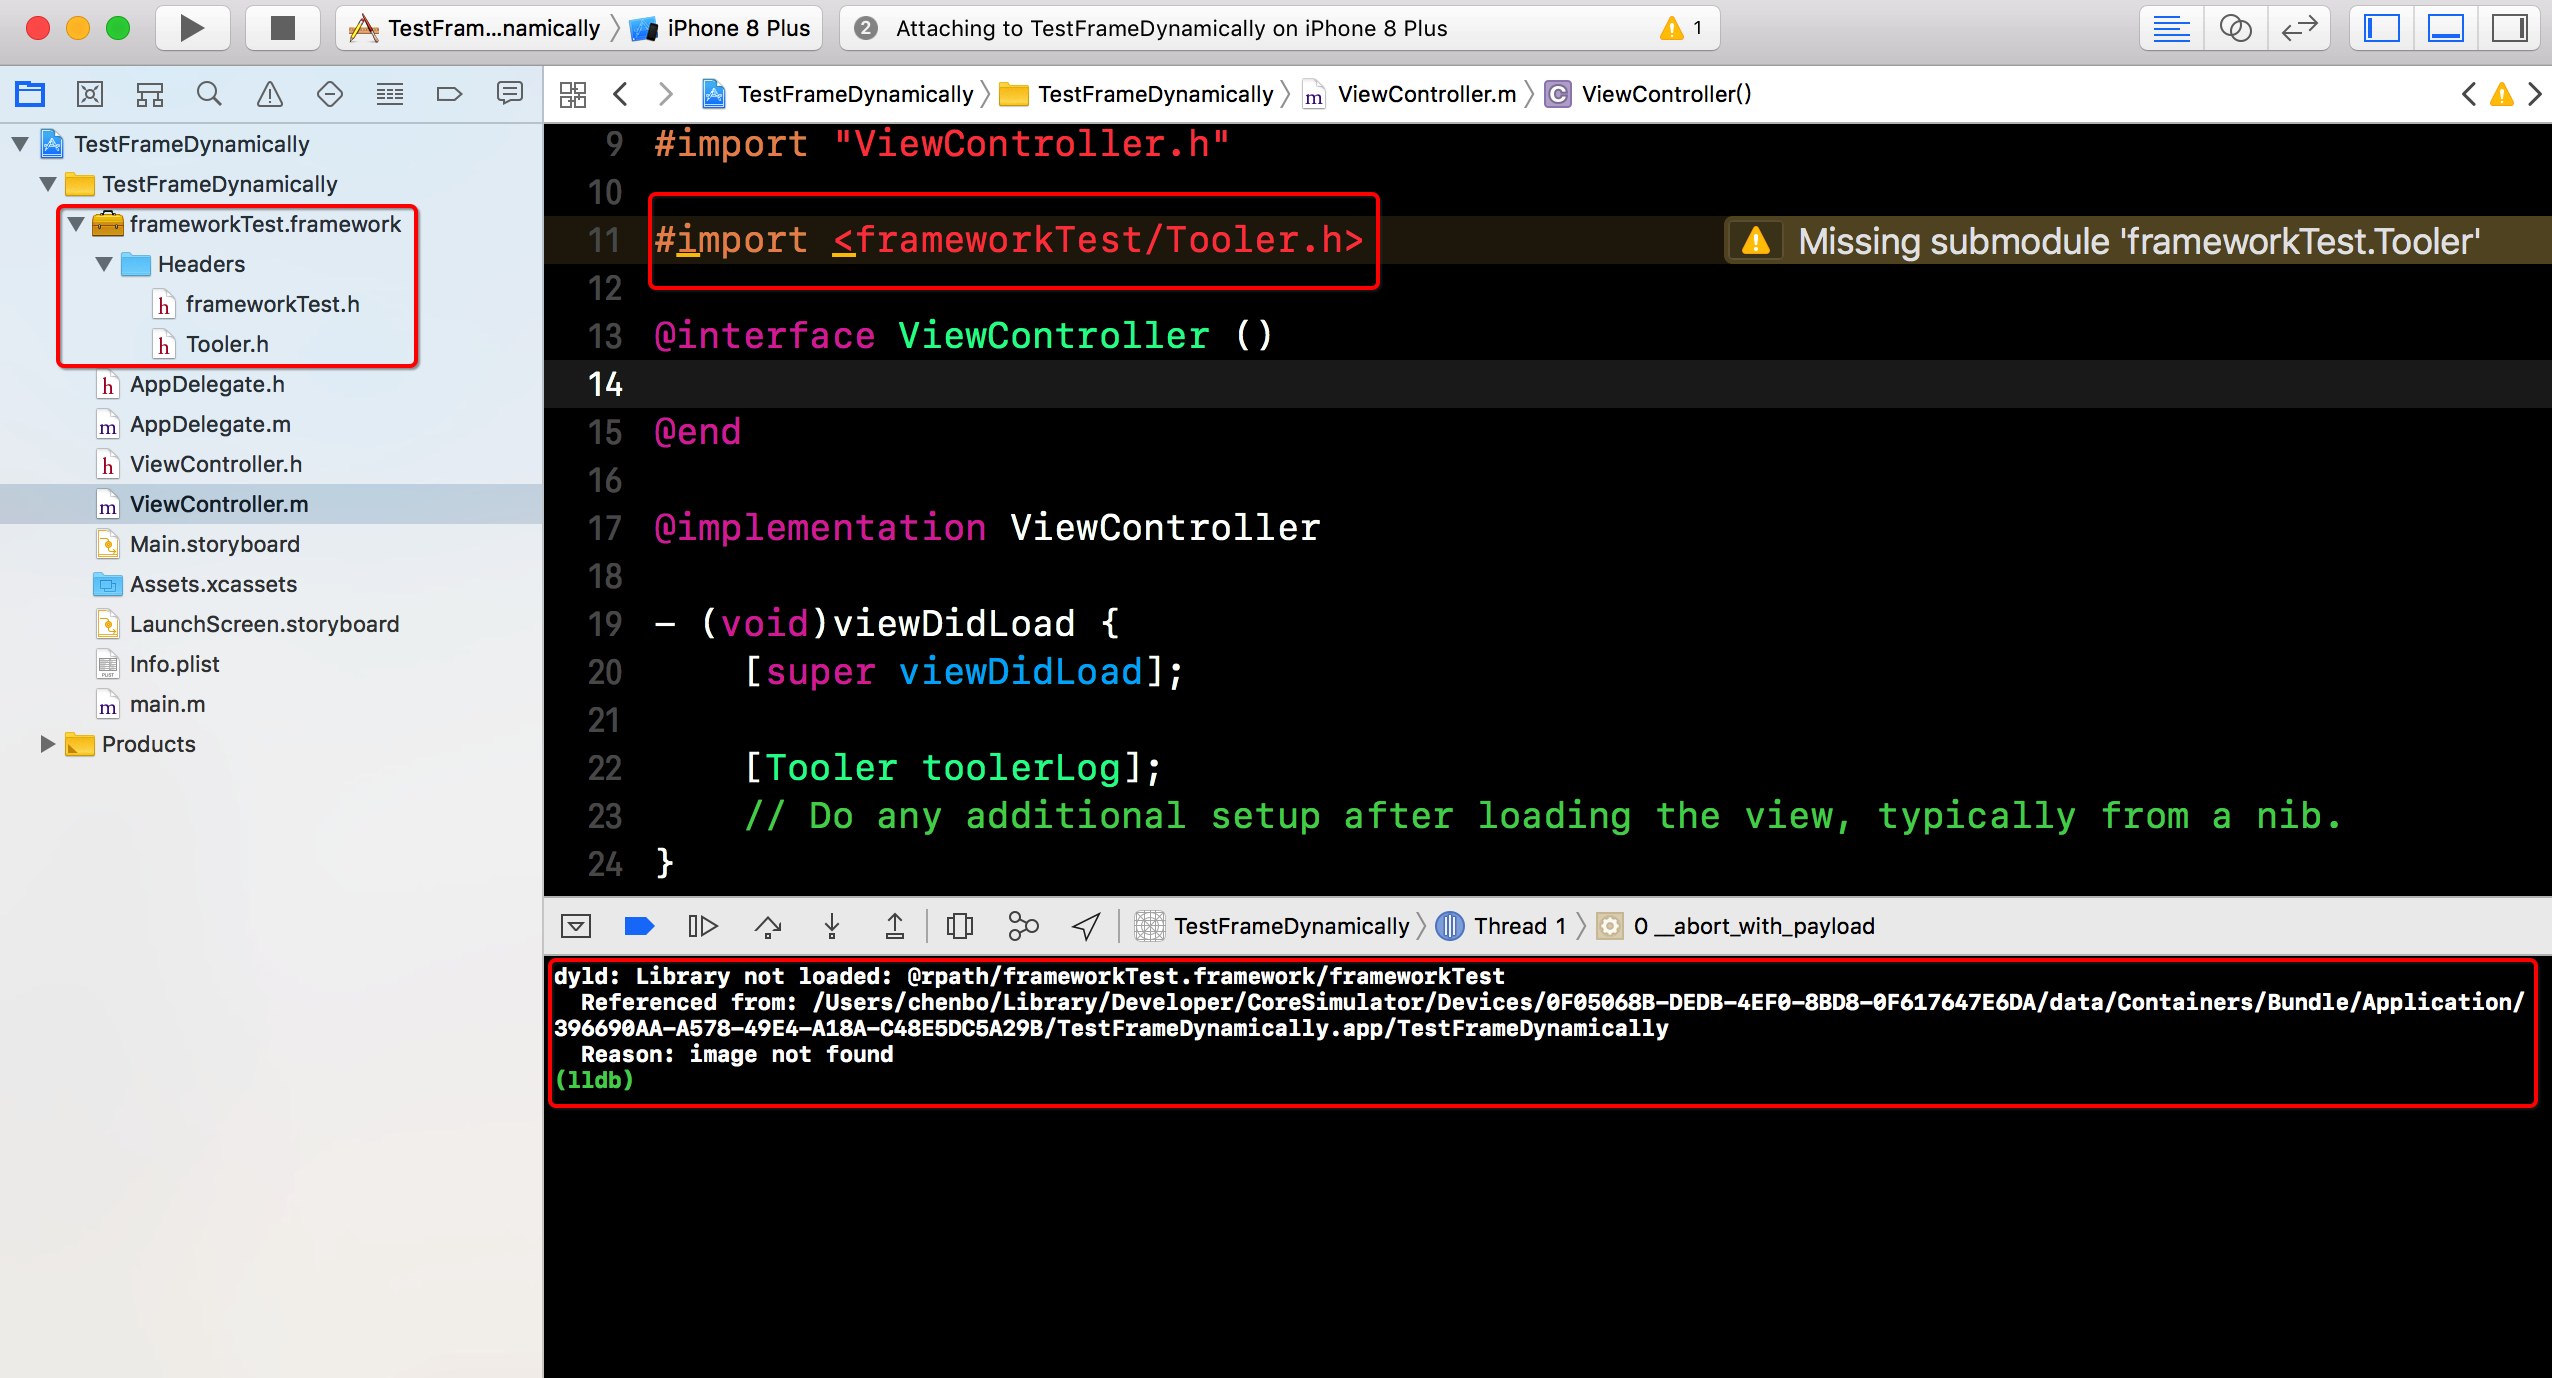 TestFram...namically
iPhone 8 Plus
2 Attaching to TestFrameDynamically on iPhone 8 Plus
1
TestFrameDynamically
TestFrameDynamically
frameworkTest.framework
Headers
h frameworkTest.h
h Tooler.h
h AppDelegate.h
m AppDelegate.m
h ViewController.h
m ViewController.m
Main.storyboard
Assets.xcassets
LaunchScreen.storyboard
Info.plist
m main.m
Products
TestFrameDynamically
TestFrameDynamically
m ViewController.m
C ViewController()
9 #import "ViewController.h"
10
11 #import <frameworkTest/Tooler.h>
Missing submodule 'frameworkTest.Tooler'
12
13 @interface ViewController ()
14
15 @end
16
17 @implementation ViewController
18
19 - (void)viewDidLoad {
20 [super viewDidLoad];
21
22 [Tooler toolerLog];
23 // Do any additional setup after loading the view, typically from a nib.
24 }
TestFrameDynamically
Thread 1
0 __abort_with_payload
dyld: Library not loaded: @rpath/frameworkTest.framework/frameworkTest
Referenced from: /Users/chenbo/Library/Developer/CoreSimulator/Devices/0F05068B-DEDB-4EF0-8BD8-0F617647E6DA/data/Containers/Bundle/Application/
396690AA-A578-49E4-A18A-C48E5DC5A29B/TestFrameDynamically.app/TestFrameDynamically
Reason: image not found
(lldb)